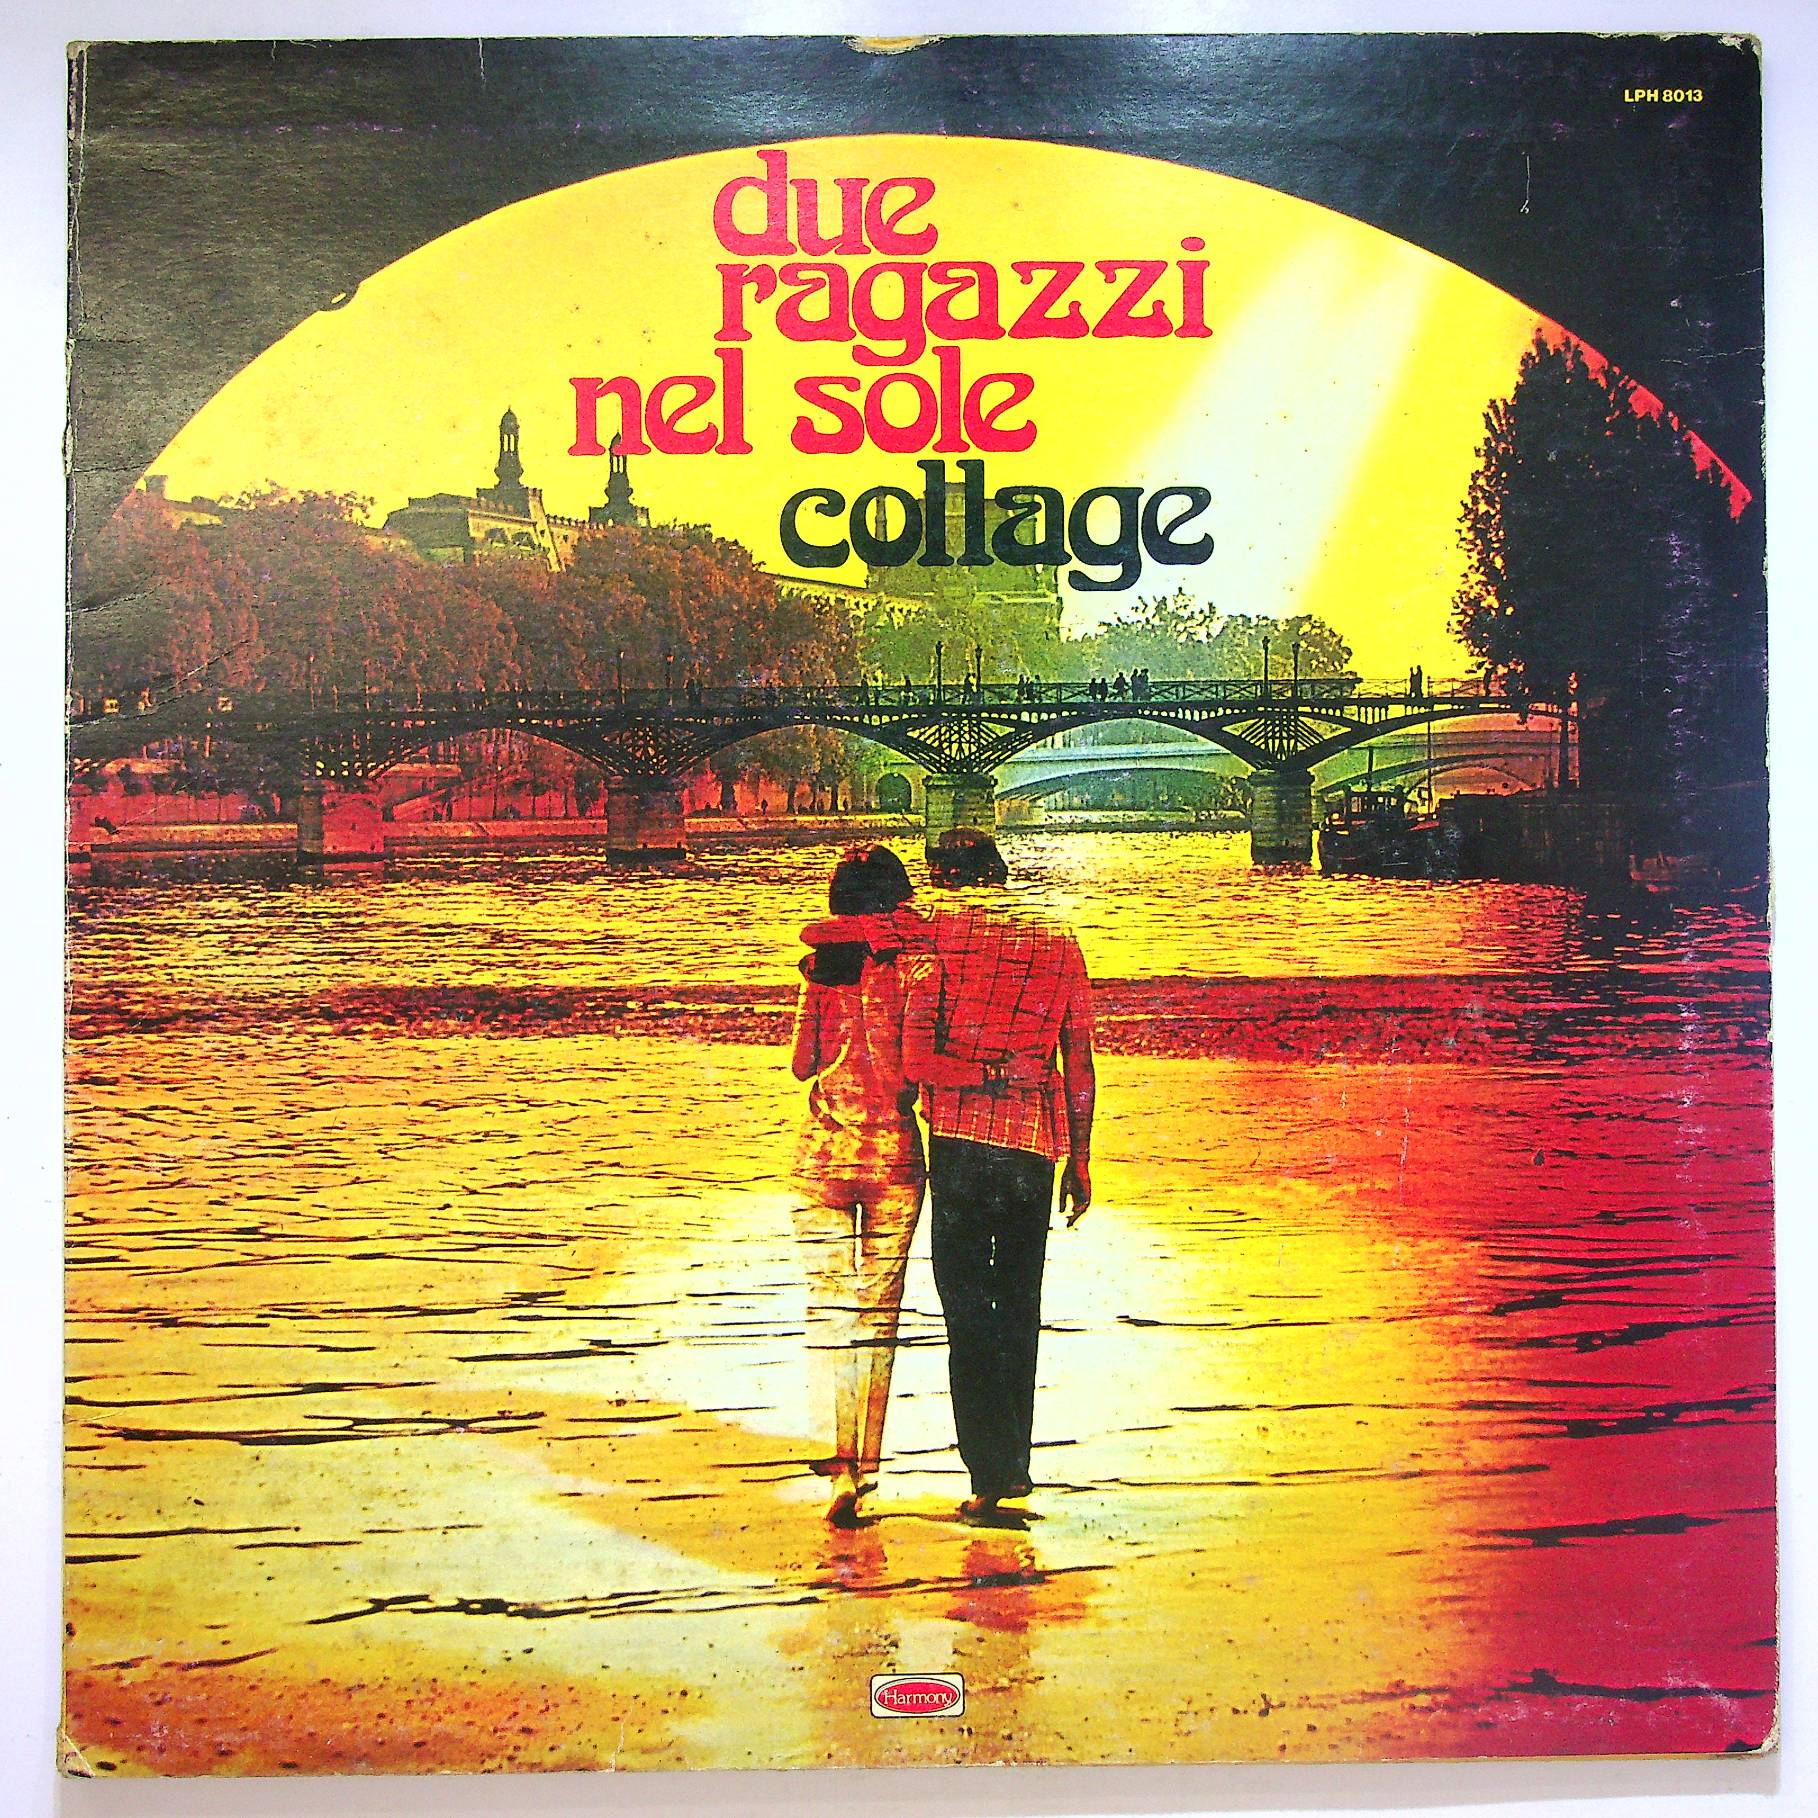 LPH 8013
due
ragazzi
nel sole
collage
Harmony